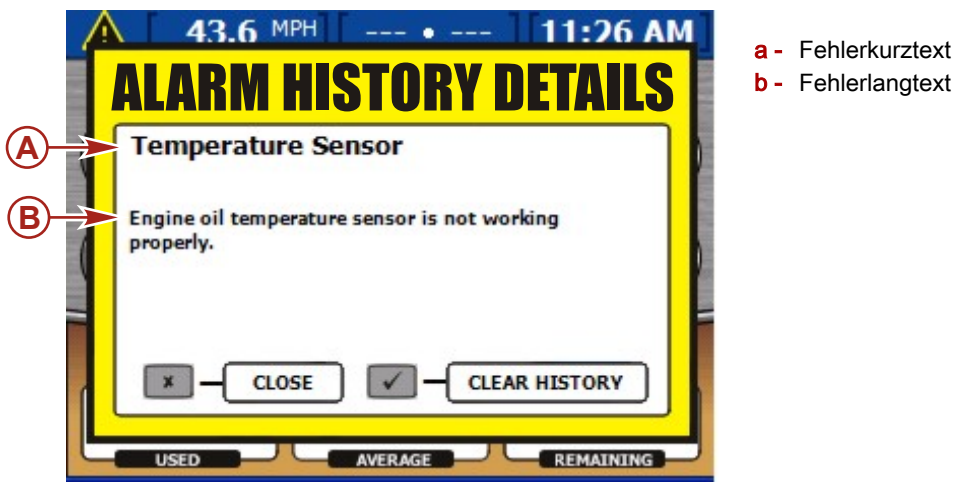 43.6 MPH --- • --- 11:26 AM
ALARM HISTORY DETAILS
A
Temperature Sensor
B
Engine oil temperature sensor is not working
properly.
x CLOSE ✓ CLEAR HISTORY
USED AVERAGE REMAINING
a - Fehlerkurztext
b - Fehlerlangtext